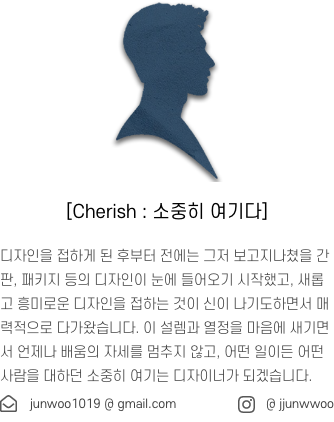 [Cherish : 소중히 여기다]
디자인을 접하게 된 후부터 전에는 그저 보고지나쳤을 간
판, 패키지 등의 디자인이 눈에 들어오기 시작했고, 새롭
고 흥미로운 디자인을 접하는 것이 신이 나기도하면서 매
력적으로 다가왔습니다. 이 설렘과 열정을 마음에 새기면
서 언제나 배움의 자세를 멈추지 않고, 어떤 일이든 어떤
사람을 대하던 소중히 여기는 디자이너가 되겠습니다.
junwoo1019 @ gmail.com @ jjunwwoo